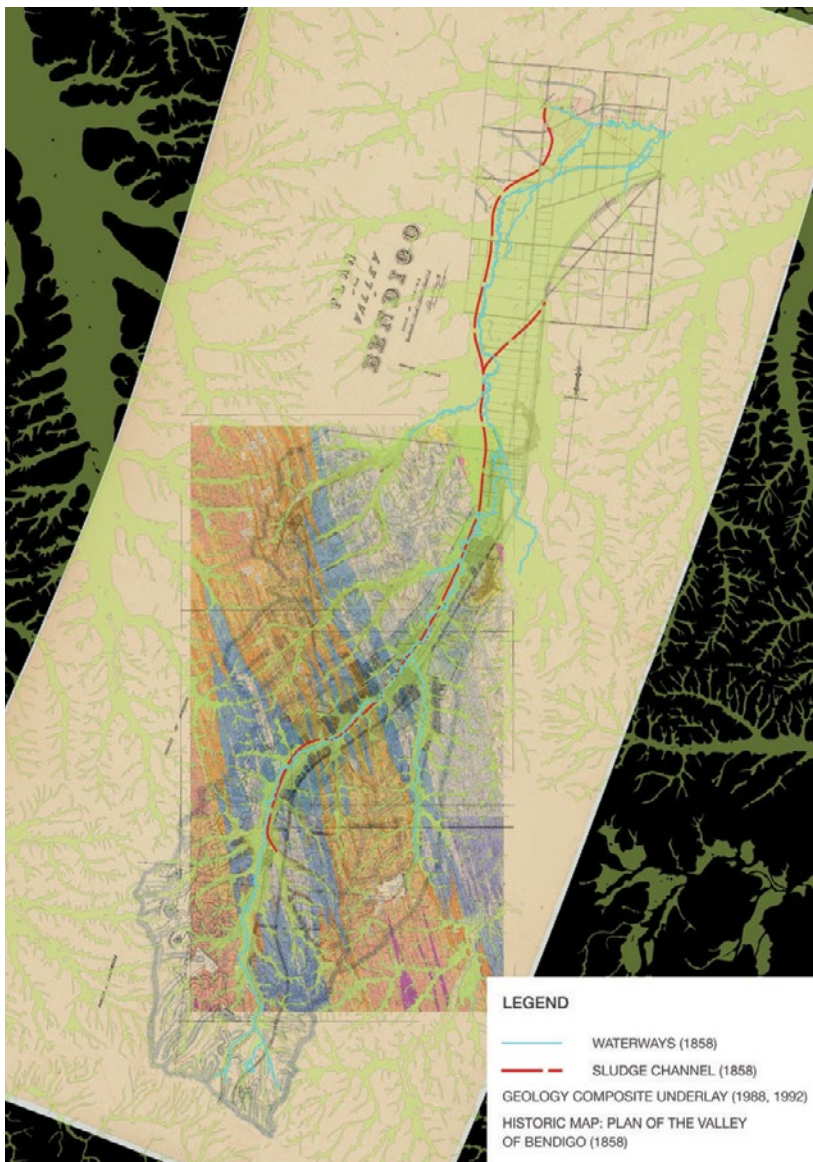 PLAN
VALLEY
BENDIGO
LEGEND
WATERWAYS (1858)
SLUDGE CHANNEL (1858)
GEOLOGY COMPOSITE UNDERLAY (1988, 1992)
HISTORIC MAP: PLAN OF THE VALLEY
OF BENDIGO (1858)